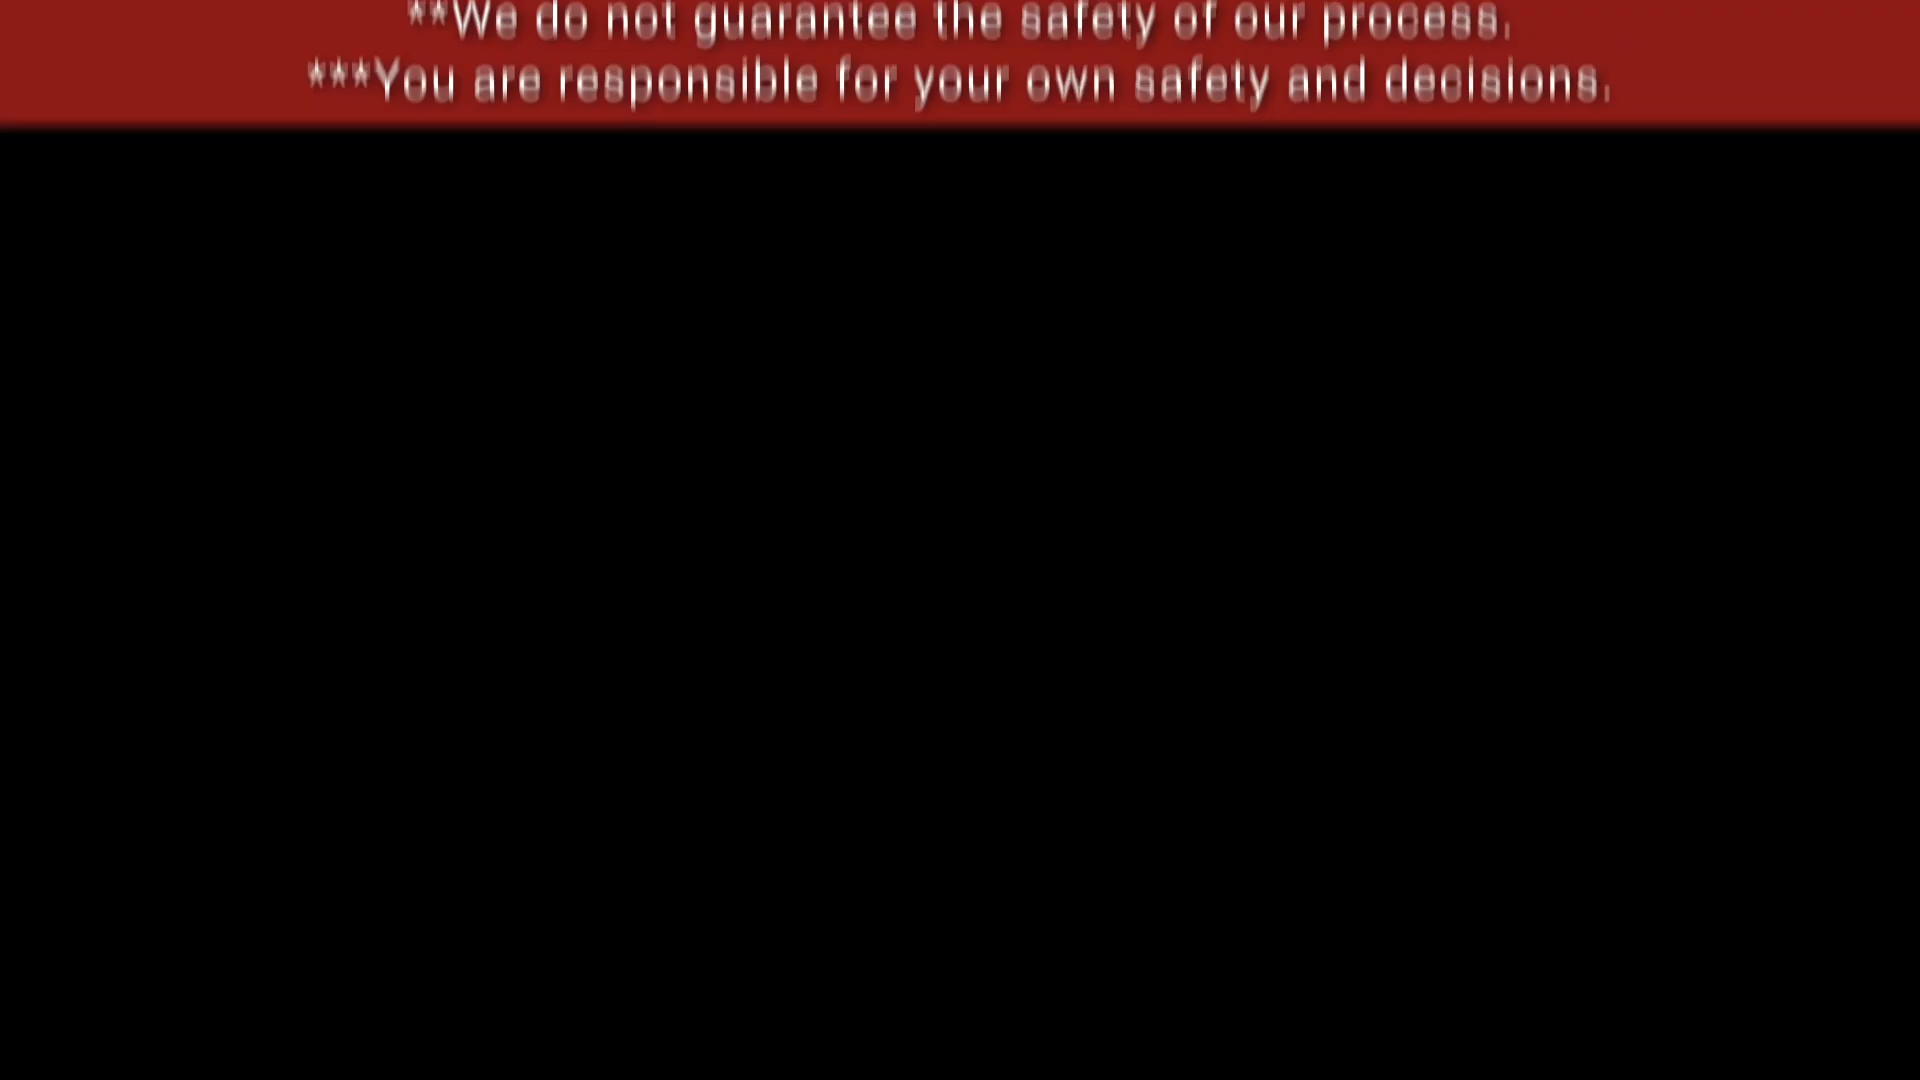 **We do not guarantee the safety of our process.
***You are responsible for your own safety and decisions.